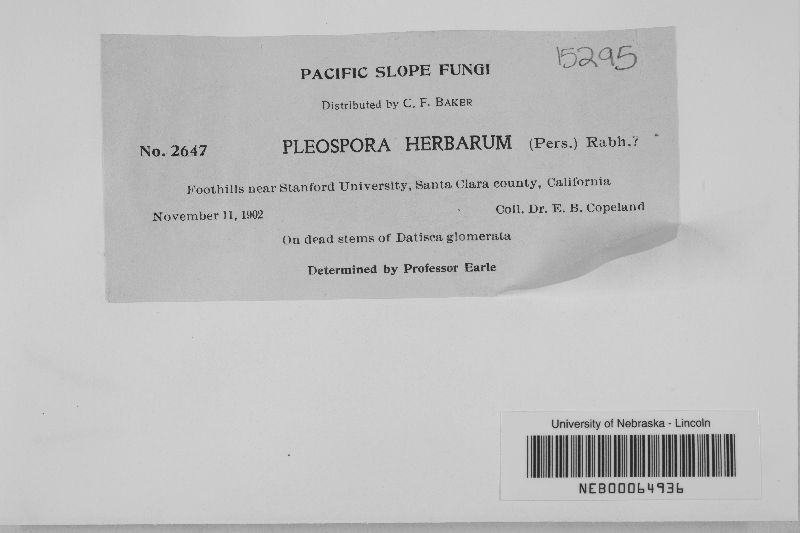 PACIFIC SLOPE FUNGI
15295
Distributed by C. F. BAKER
No. 2647 PLEOSPORA HERBARUM (Pers.) Rabh.?
Foothills near Stanford University, Santa Clara county, California
November 11, 1902 Coll. Dr. E. B. Copeland
On dead stems of Datisca glomerata
Determined by Professor Earle
University of Nebraska - Lincoln
NEB00064936